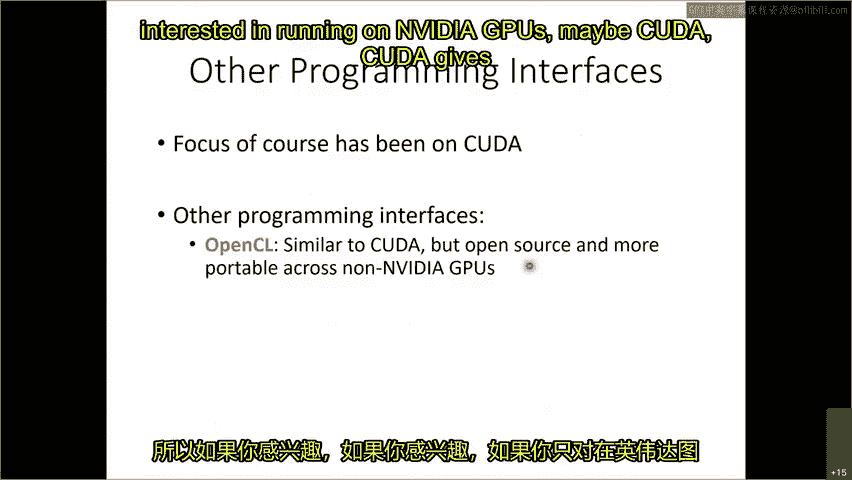 interested in running on NVIDIA GPUs, maybe CUDA,
CUDA gives
Other Programming Interfaces
• Focus of course has been on CUDA
• Other programming interfaces:
• OpenCL: Similar to CUDA, but open source and more
portable across non-NVIDIA GPUs
所以如果你感兴趣，如果你感兴趣，如果你只对在英伟达图
+15